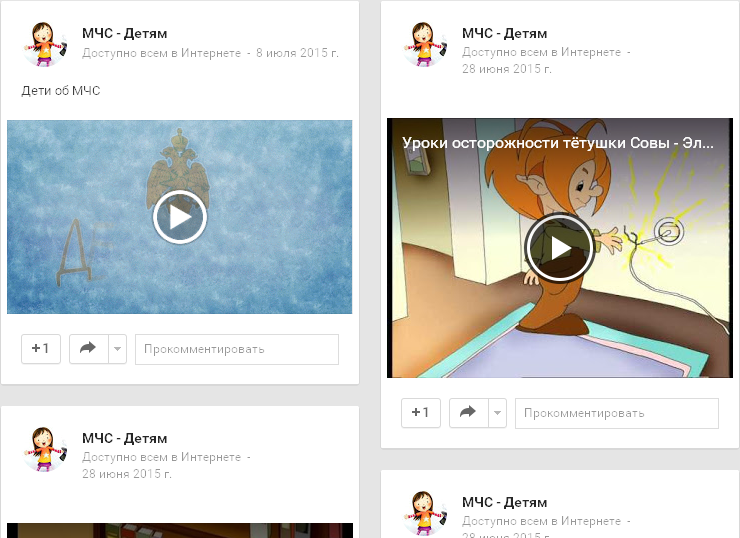 МЧС - Детям
Доступно всем в Интернете - 8 июля 2015 г.
Дети об МЧС
Д
+1
Прокомментировать
МЧС - Детям
Доступно всем в Интернете -
28 июня 2015 г.
МЧС - Детям
Доступно всем в Интернете -
28 июня 2015 г.
Уроки осторожности тётушки Совы - Эл...
+1
Прокомментировать
МЧС - Детям
Доступно всем в Интернете -
28 июня 2015 г.